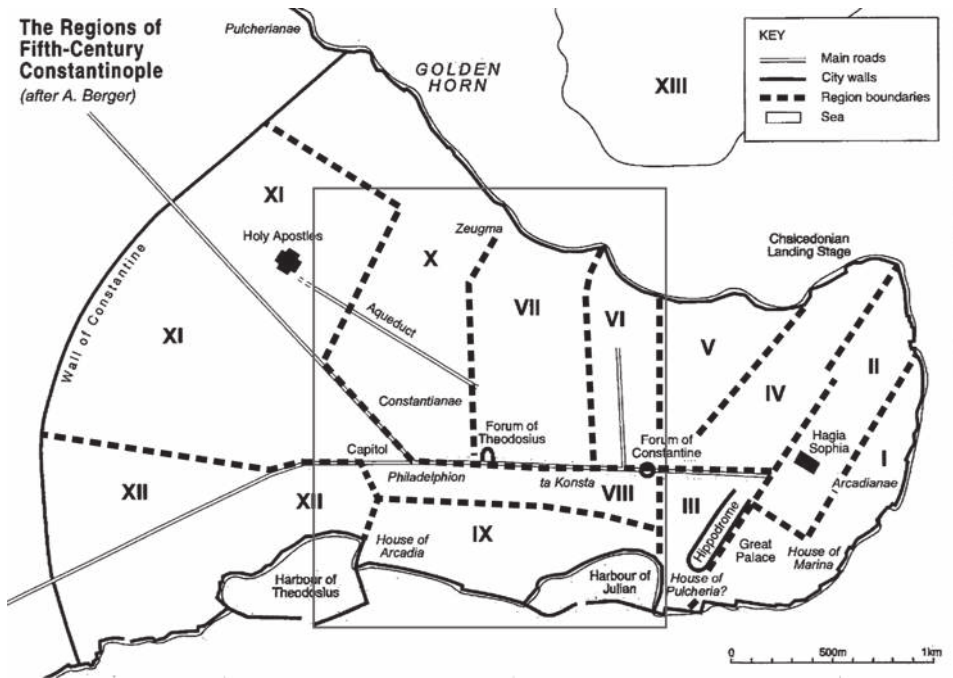 The Regions of
Fifth-Century
Constantinople
(after A. Berger)
Pulcherianae
GOLDEN
HORN
XIII
KEY
Main roads
City walls
Region boundaries
Sea
XI
Holy Apostles
X
Zeugma
Chalcedonian
Landing Stage
Wall of Constantine
XI
Aqueduct
VII
VI
V
IV
II
Constantianae
Forum of
Theodosius
Forum of
Constantine
Hagia
Sophia
I
Arcadianae
Capitol
Philadelphion
ta Konsta
VIII
III
XII
XII
IX
House of
Arcadia
Hippodrome
Great
Palace
House of
Marina
Harbour of
Theodosius
Harbour of
Julian
House of
Pulcheria?
0
500m
1km